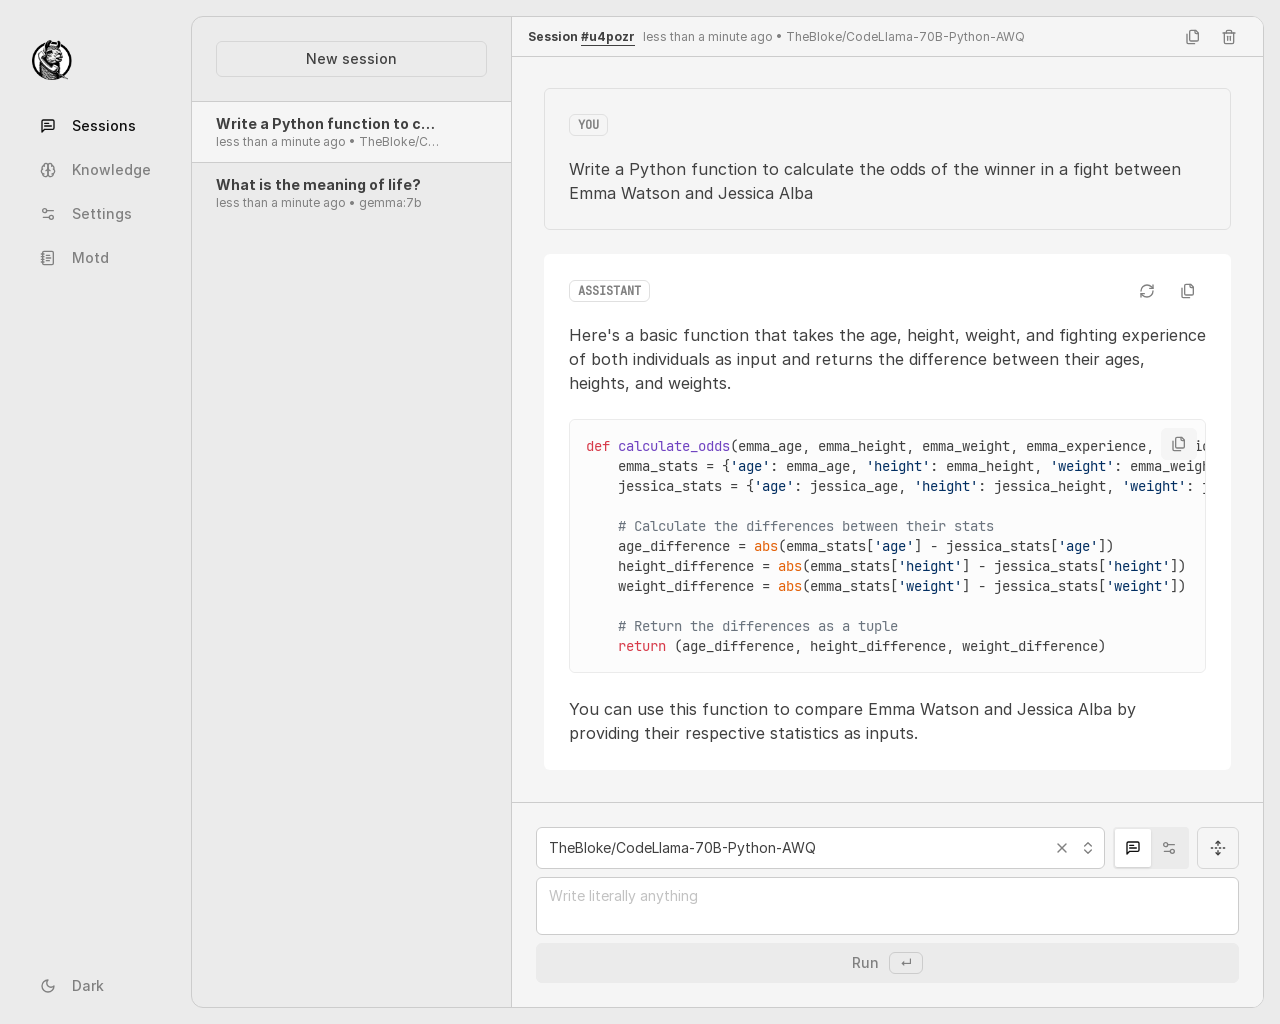 Sessions
Knowledge
Settings
Motd
Dark
New session
Write a Python function to c…
less than a minute ago • TheBloke/C…
What is the meaning of life?
less than a minute ago • gemma:7b
Session #u4pozr less than a minute ago • TheBloke/CodeLlama-70B-Python-AWQ
YOU
Write a Python function to calculate the odds of the winner in a fight between
Emma Watson and Jessica Alba
ASSISTANT
Here's a basic function that takes the age, height, weight, and fighting experience
of both individuals as input and returns the difference between their ages,
heights, and weights.
def calculate_odds(emma_age, emma_height, emma_weight, emma_experience,
    emma_stats = {'age': emma_age, 'height': emma_height, 'weight': emma_weigh
    jessica_stats = {'age': jessica_age, 'height': jessica_height, 'weight': j
    # Calculate the differences between their stats
    age_difference = abs(emma_stats['age'] - jessica_stats['age'])
    height_difference = abs(emma_stats['height'] - jessica_stats['height'])
    weight_difference = abs(emma_stats['weight'] - jessica_stats['weight'])
    # Return the differences as a tuple
    return (age_difference, height_difference, weight_difference)
You can use this function to compare Emma Watson and Jessica Alba by
providing their respective statistics as inputs.
TheBloke/CodeLlama-70B-Python-AWQ
Write literally anything
Run